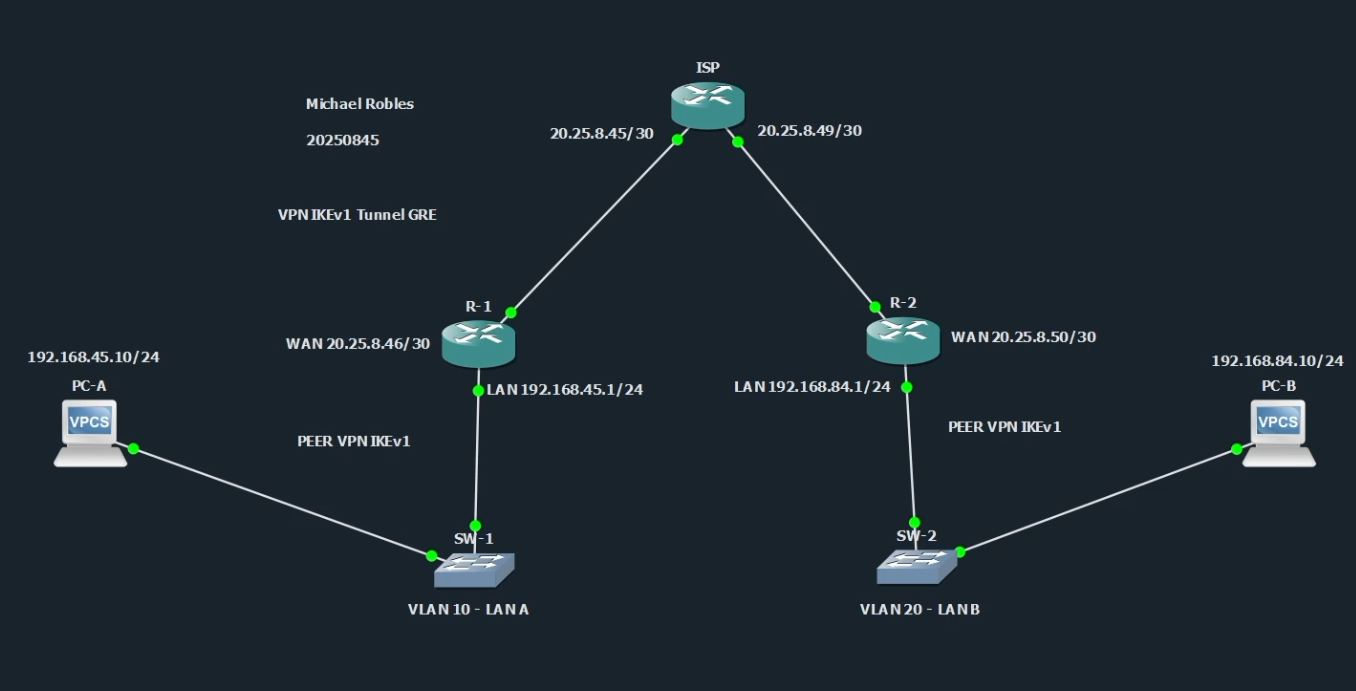 ISP
Michael Robles
20.25.8.45/30
20.25.8.49/30
20250845
VPN IKEv1 Tunnel GRE
R-1
R-2
WAN 20.25.8.46/30
WAN 20.25.8.50/30
192.168.45.10/24
192.168.84.10/24
PC-A
LAN 192.168.45.1/24
LAN 192.168.84.1/24
PC-B
VPCS
VPCS
PEER VPN IKEv1
PEER VPN IKEv1
SW-1
SW-2
VLAN 10 - LAN A
VLAN 20 - LAN B